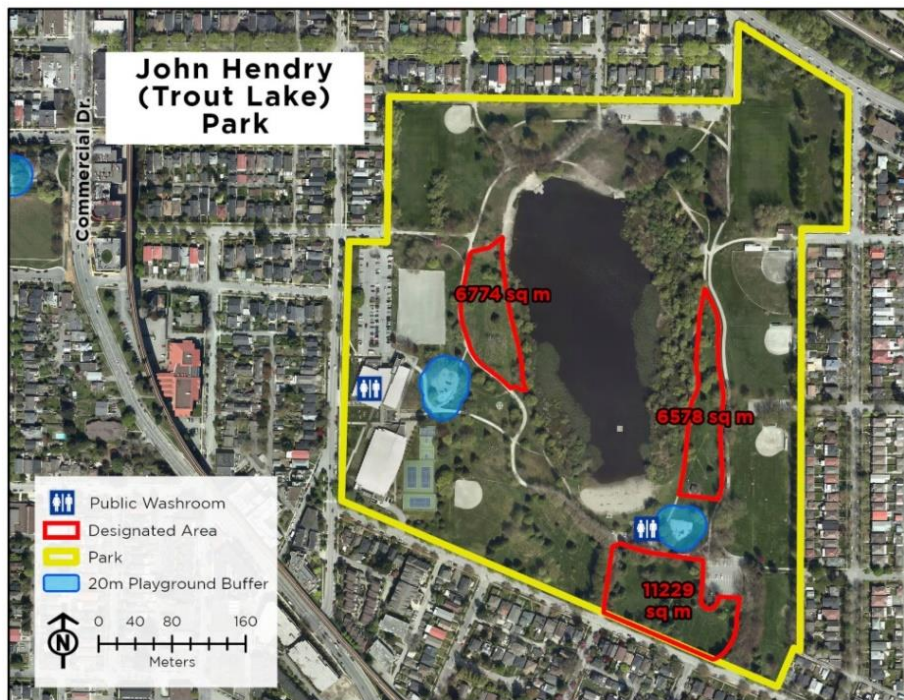 John Hendry
(Trout Lake)
Park
Commercial Dr.
6774 sq m
6578 sq m
11229
sq m
Public Washroom
Designated Area
Park
20m Playground Buffer
N
0 40 80 160
Meters